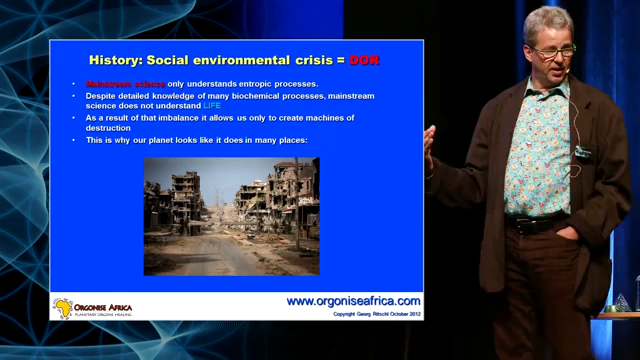 History: Social environmental crisis = DOR
• Mainstream science only understands entropic processes.
• Despite detailed knowledge of many biochemical processes, mainstream
science does not understand LIFE
• As a result of that imbalance it allows us only to create machines of
destruction
• This is why our planet looks like it does in many places:
ORGONISE AFRICA
PLANETARY ORGONE HEALING
www.orgoniseafrica.com
Copyright Georg Ritschl October 2012